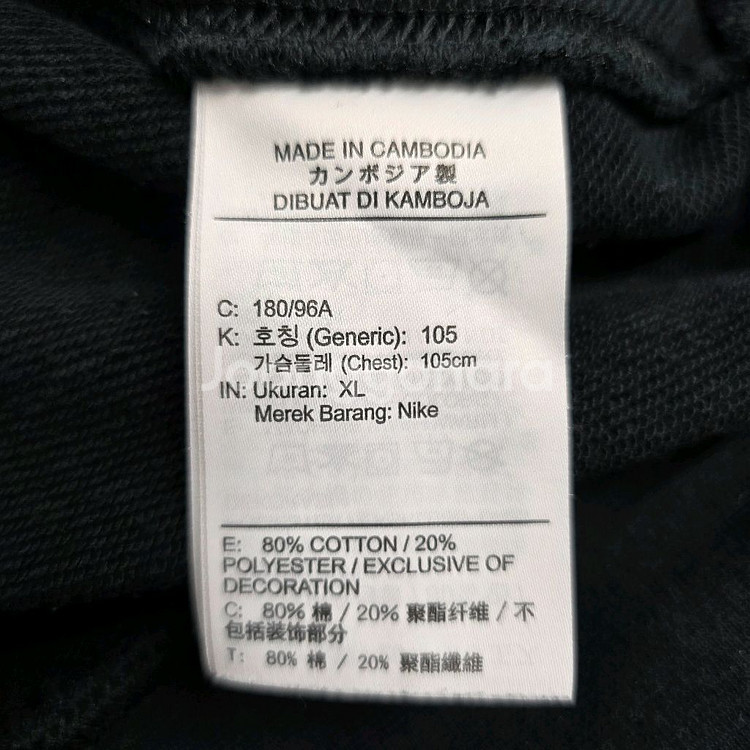 MADE IN CAMBODIA
カンボジア製
DIBUAT DI KAMBOJA
C: 180/96A
K: 호칭 (Generic): 105
가슴둘레 (Chest): 105cm
IN: Ukuran: XL
Merek Barang: Nike
E: 80% COTTON / 20%
POLYESTER / EXCLUSIVE OF
DECORATION
C: 80% 棉 / 20% 聚酯纤维 / 不
包括装饰部分
T: 80% 棉 / 20% 聚酯纖維